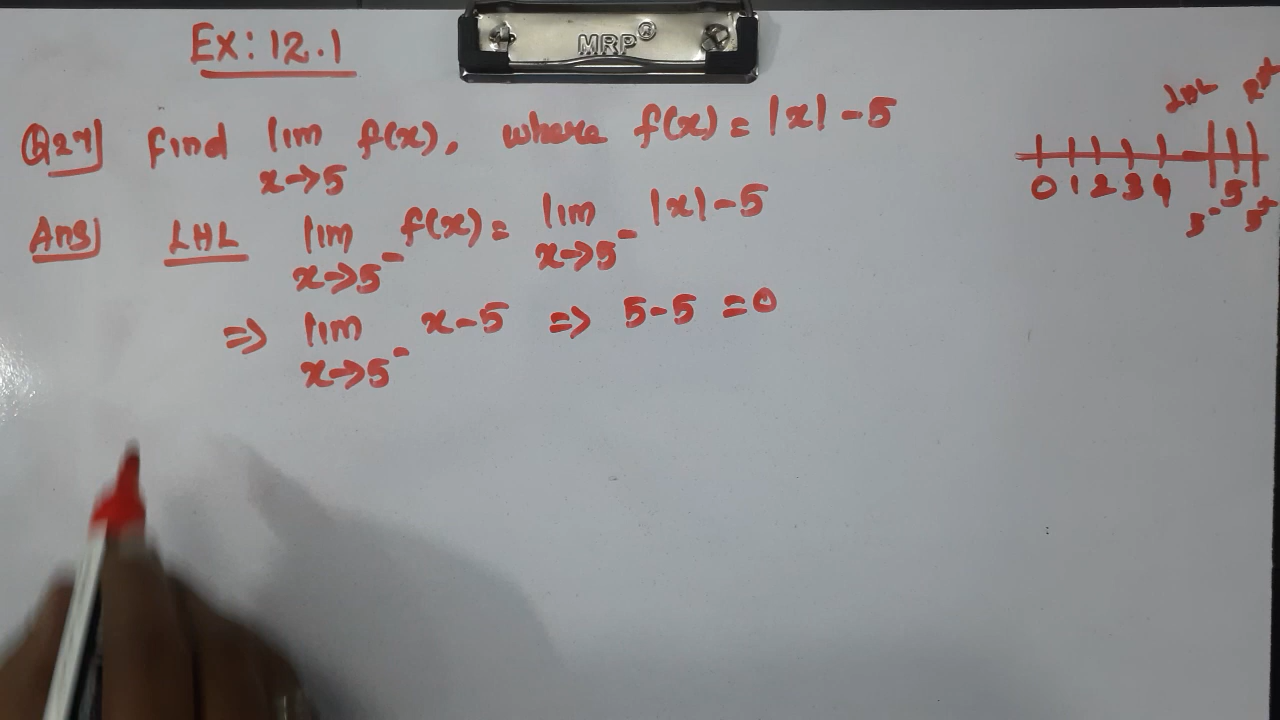 MRP®
Ex: 12.1
Q27] Find lim f(x), where f(x) = |x| - 5
x→5
Ans] LHL lim f(x) = lim |x| - 5
x→5⁻ x→5⁻
⇒ lim x - 5 ⇒ 5 - 5 = 0
x→5⁻
LHL
0 1 2 3 4 5
5⁻ 5⁺